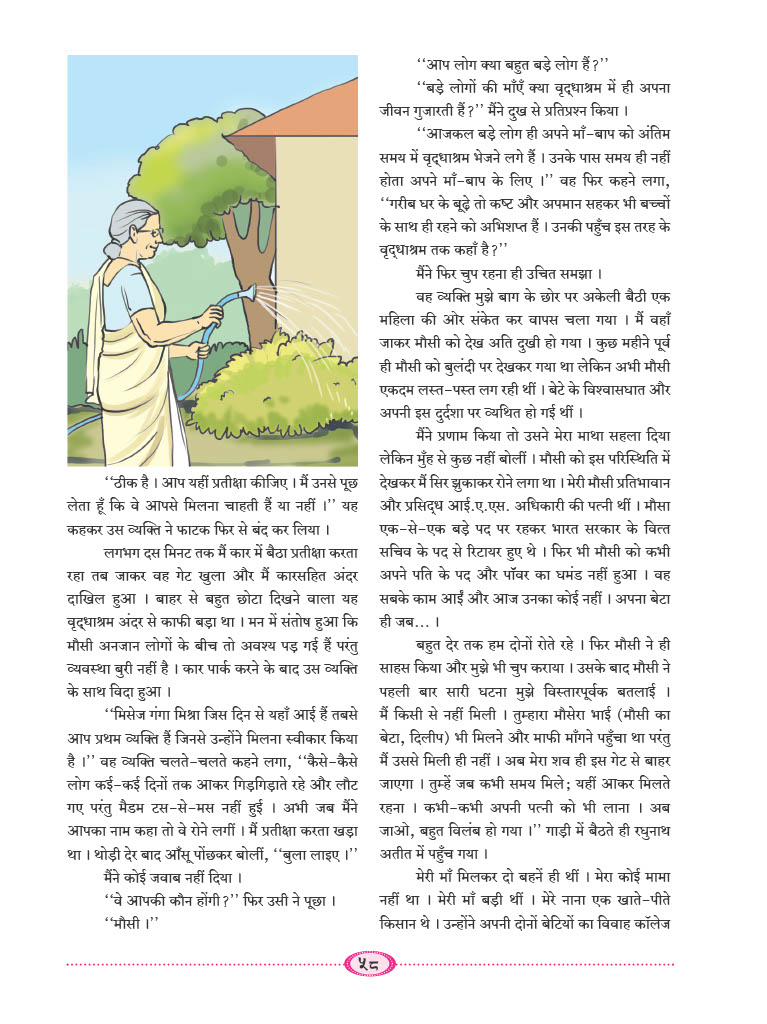 ‘‘ठीक है । आप यहीं प्रतीक्षा कीजिए । मैं उनसे पूछ
लेता हूँ कि वे आपसे मिलना चाहती हैं या नहीं ।’’ यह
कहकर उस व्यक्ति ने फाटक फिर से बंद कर लिया ।
लगभग दस मिनट तक मैं कार में बैठा प्रतीक्षा करता
रहा तब जाकर वह गेट खुला और मैं कारसहित अंदर
दाखिल हुआ । बाहर से बहुत छोटा दिखने वाला यह
वृद्धाश्रम अंदर से काफी बड़ा था । मन में संतोष हुआ कि
मौसी अनजान लोगों के बीच तो अवश्य पड़ गई हैं परंतु
व्यवस्था बुरी नहीं है । कार पार्क करने के बाद उस व्यक्ति
के साथ विदा हुआ ।
‘‘मिसेज गंगा मिश्रा जिस दिन से यहाँ आई हैं तबसे
आप प्रथम व्यक्ति हैं जिनसे उन्होंने मिलना स्वीकार किया
है ।’’ वह व्यक्ति चलते-चलते कहने लगा, ‘‘कैसे-कैसे
लोग कई-कई दिनों तक आकर गिड़गिड़ाते रहे और लौट
गए परंतु मैडम टस-से-मस नहीं हुईं । अभी जब मैंने
आपका नाम कहा तो वे रोने लगीं । मैं प्रतीक्षा करता खड़ा
था । थोड़ी देर बाद आँसू पोंछकर बोलीं, ‘‘बुला लाइए ।’’
मैंने कोई जवाब नहीं दिया ।
‘‘वे आपकी कौन होंगी ?’’ फिर उसी ने पूछा ।
‘‘मौसी ।’’
‘‘आप लोग क्या बहुत बड़े लोग हैं ?’’
‘‘बड़े लोगों की माँएँ क्या वृद्धाश्रम में ही अपना
जीवन गुजारती हैं ?’’ मैंने दुख से प्रतिप्रश्न किया ।
‘‘आजकल बड़े लोग ही अपने माँ-बाप को अंतिम
समय में वृद्धाश्रम भेजने लगे हैं । उनके पास समय ही नहीं
होता अपने माँ-बाप के लिए ।’’ वह फिर कहने लगा,
‘‘गरीब घर के बूढ़े तो कष्ट और अपमान सहकर भी बच्चों
के साथ ही रहने को अभिशप्त हैं । उनकी पहुँच इस तरह के
वृद्धाश्रम तक कहाँ है ?’’
मैंने फिर चुप रहना ही उचित समझा ।
वह व्यक्ति मुझे बाग के छोर पर अकेली बैठी एक
महिला की ओर संकेत कर वापस चला गया । मैं वहाँ
जाकर मौसी को देख अति दुखी हो गया । कुछ महीने पूर्व
ही मौसी को बुलंदी पर देखकर गया था लेकिन अभी मौसी
एकदम लस्त-पस्त लग रही थीं । बेटे के विश्वासघात और
अपनी इस दुर्दशा पर व्यथित हो गई थीं ।
मैंने प्रणाम किया तो उसने मेरा माथा सहला दिया
लेकिन मुँह से कुछ नहीं बोलीं । मौसी को इस परिस्थिति में
देखकर मैं सिर झुकाकर रोने लगा था । मेरी मौसी प्रतिभावान
और प्रसिद्ध आई.ए.एस. अधिकारी की पत्नी थीं । मौसा
एक-से-एक बड़े पद पर रहकर भारत सरकार के वित्त
सचिव के पद से रिटायर हुए थे । फिर भी मौसी को कभी
अपने पति के पद और पॉवर का घमंड नहीं हुआ । वह
सबके काम आईं और आज उनका कोई नहीं । अपना बेटा
ही जब... ।
बहुत देर तक हम दोनों रोते रहे । फिर मौसी ने ही
साहस किया और मुझे भी चुप कराया । उसके बाद मौसी ने
पहली बार सारी घटना मुझे विस्तारपूर्वक बतलाई ।
मैं किसी से नहीं मिली । तुम्हारा मौसेरा भाई (मौसी का
बेटा, दिलीप) भी मिलने और माफी माँगने पहुँचा था परंतु
मैं उससे मिली ही नहीं । अब मेरा शव ही इस गेट से बाहर
जाएगा । तुम्हें जब कभी समय मिले; यहीं आकर मिलते
रहना । कभी-कभी अपनी पत्नी को भी लाना । अब
जाओ, बहुत विलंब हो गया ।’’ गाड़ी में बैठते ही रघुनाथ
अतीत में पहुँच गया ।
मेरी माँ मिलकर दो बहनें ही थीं । मेरा कोई मामा
नहीं था । मेरी माँ बड़ी थीं । मेरे नाना एक खाते-पीते
किसान थे । उन्होंने अपनी दोनों बेटियों का विवाह कॉलेज
५८